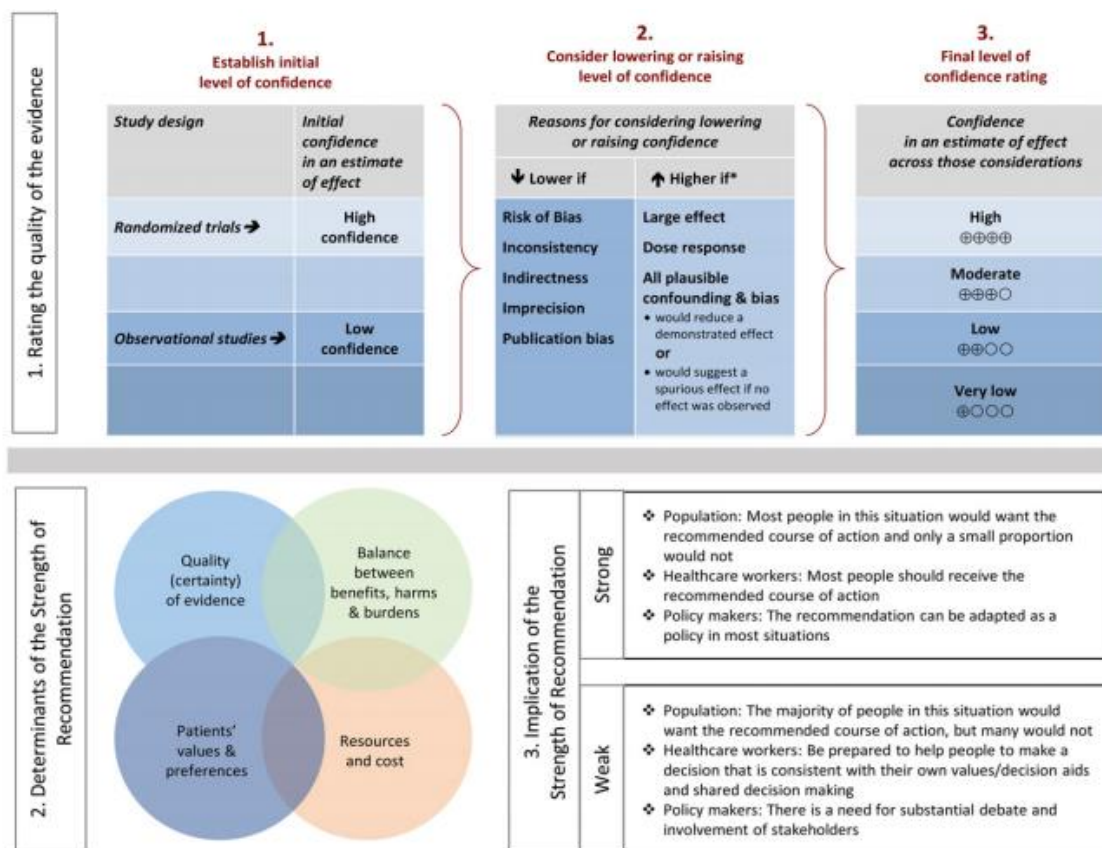 1. Rating the quality of the evidence
1.
Establish initial
level of confidence
Study design
Initial
confidence
in an estimate
of effect
Randomized trials ➔
High
confidence
Observational studies ➔
Low
confidence
2.
Consider lowering or raising
level of confidence
Reasons for considering lowering
or raising confidence
🡇 Lower if
Risk of Bias
Inconsistency
Indirectness
Imprecision
Publication bias
🡅 Higher if*
Large effect
Dose response
All plausible
confounding & bias
• would reduce a
demonstrated effect
or
• would suggest a
spurious effect if no
effect was observed
3.
Final level of
confidence rating
Confidence
in an estimate of effect
across those considerations
High
⊕⊕⊕⊕
Moderate
⊕⊕⊕○
Low
⊕⊕○○
Very low
⊕○○○
2. Determinants of the Strength of
Recommendation
Quality
(certainty)
of evidence
Balance
between
benefits, harms
& burdens
Patients'
values &
preferences
Resources
and cost
3. Implication of the
Strength of Recommendation
Strong
❖ Population: Most people in this situation would want the
recommended course of action and only a small proportion
would not
❖ Healthcare workers: Most people should receive the
recommended course of action
❖ Policy makers: The recommendation can be adapted as a
policy in most situations
Weak
❖ Population: The majority of people in this situation would
want the recommended course of action, but many would not
❖ Healthcare workers: Be prepared to help people to make a
decision that is consistent with their own values/decision aids
and shared decision making
❖ Policy makers: There is a need for substantial debate and
involvement of stakeholders